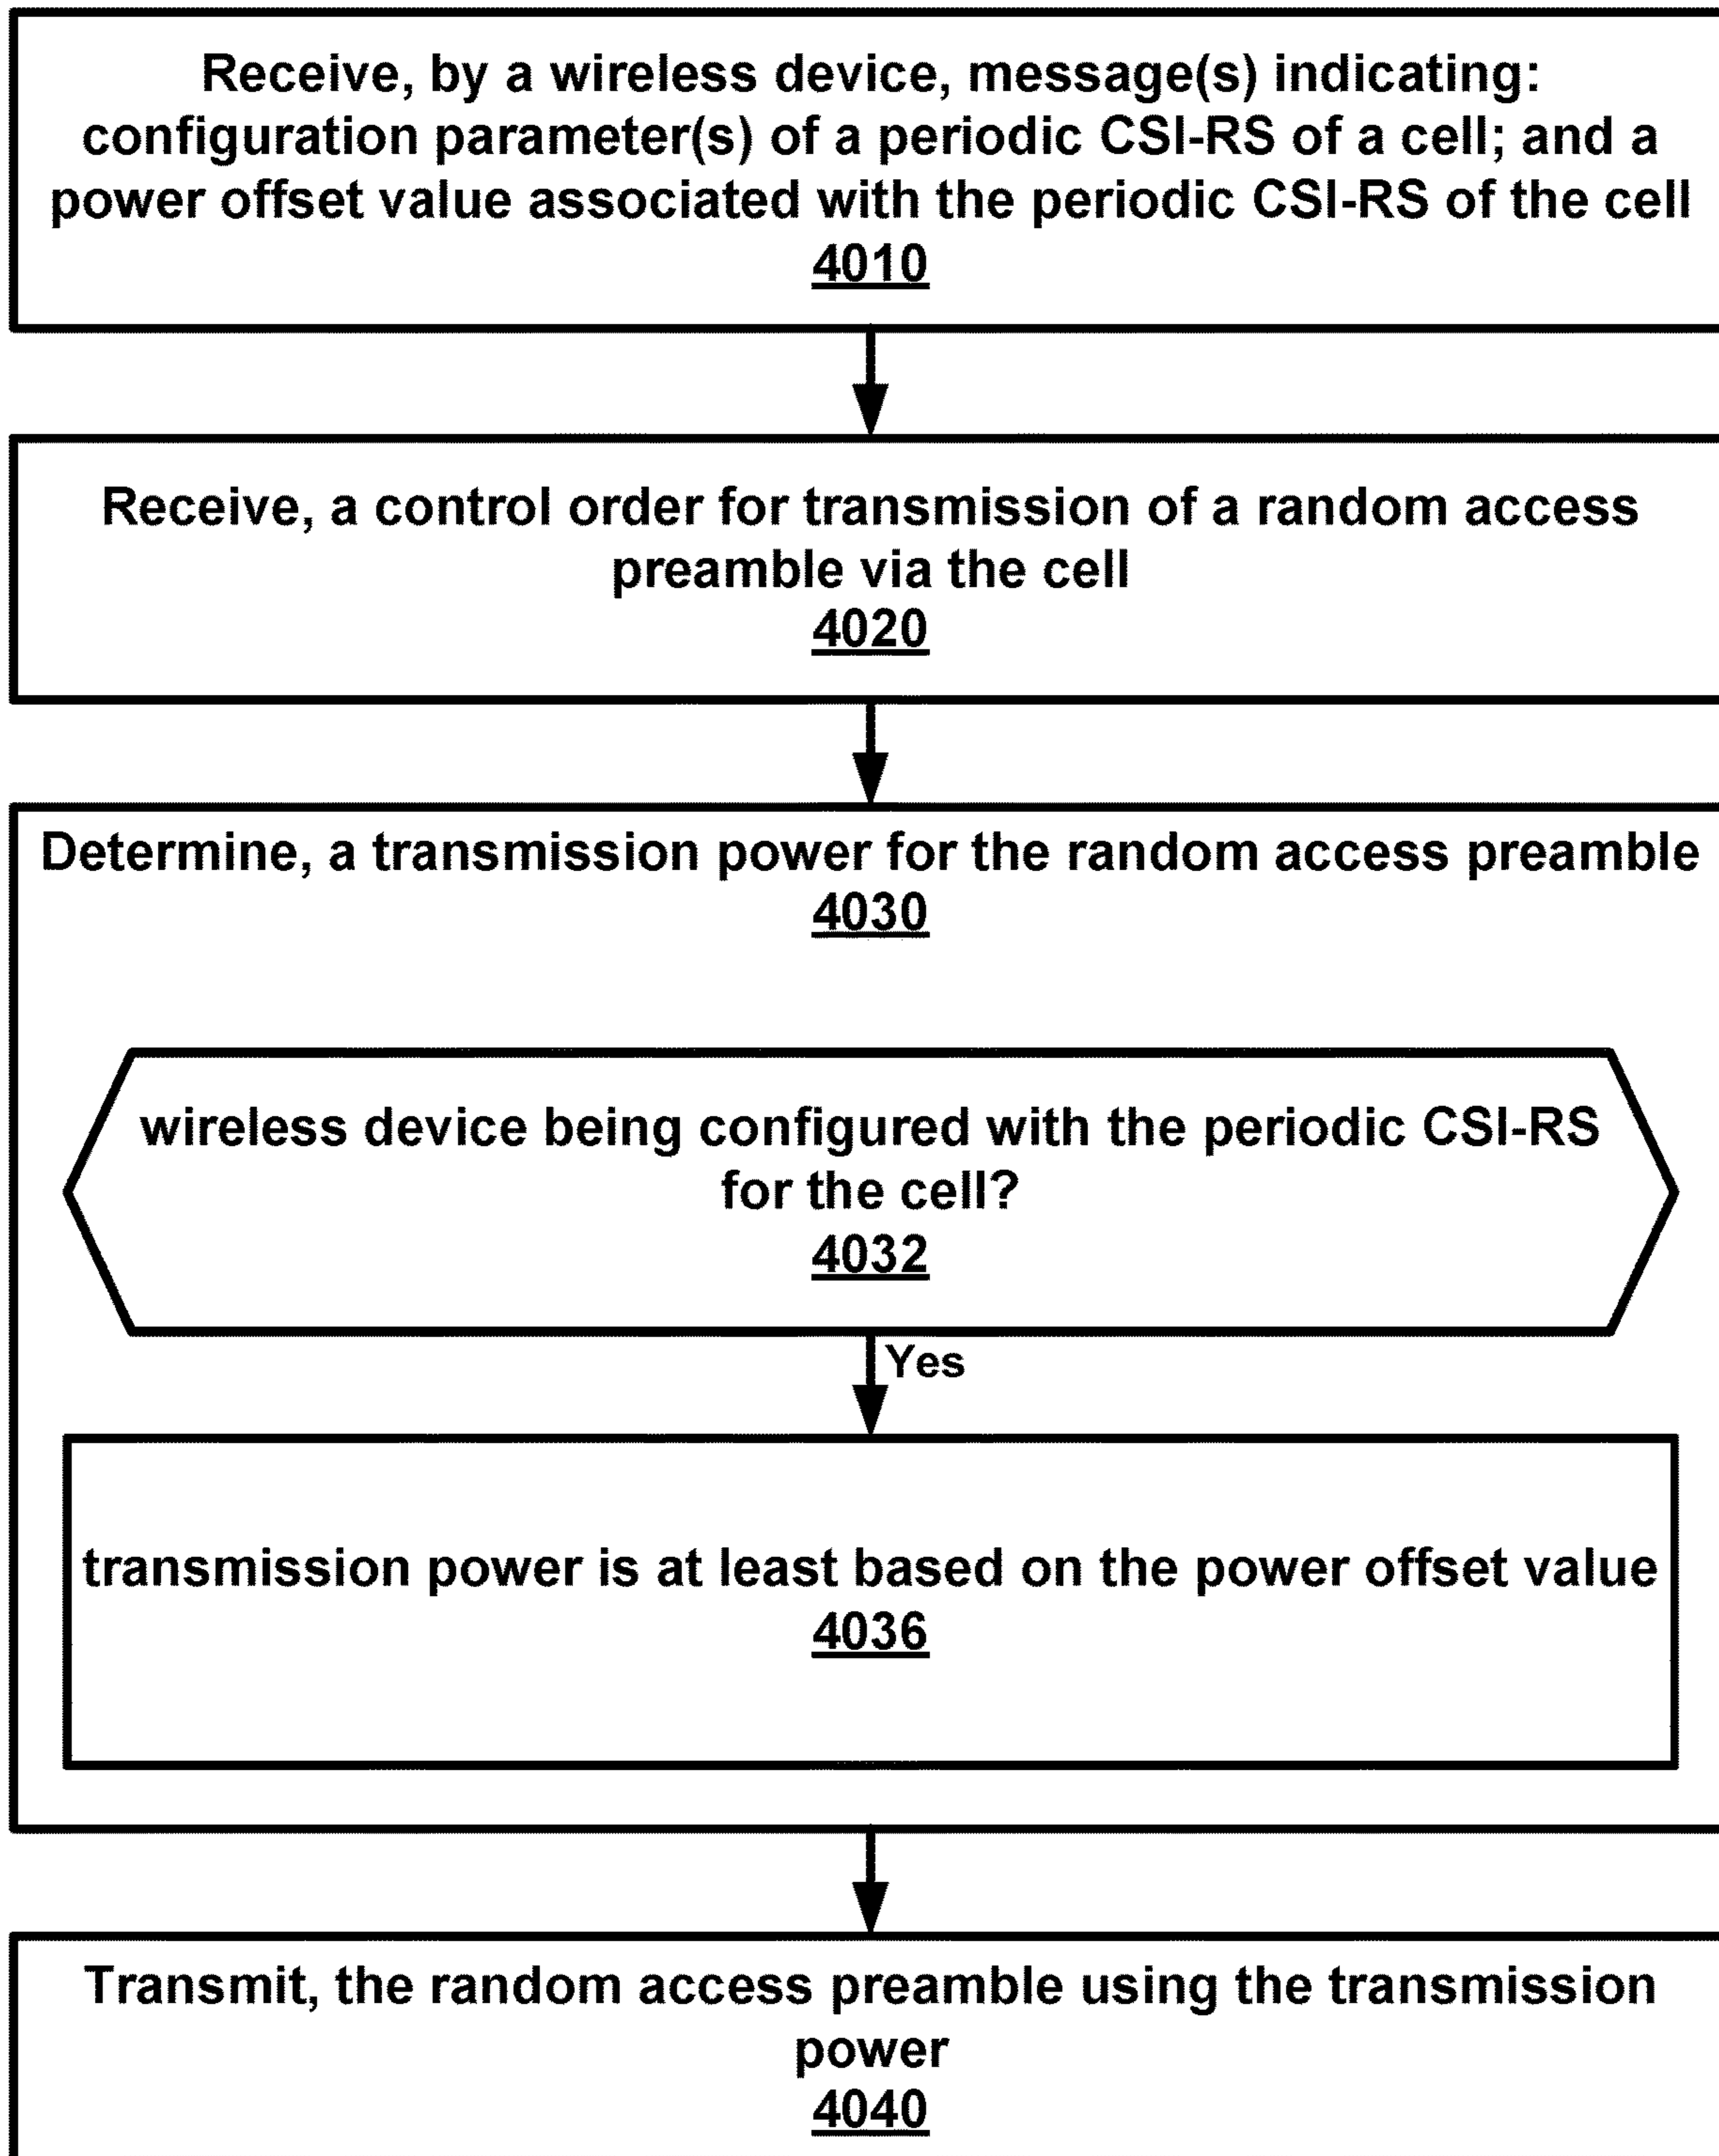 Receive, by a wireless device, message(s) indicating:
configuration parameter(s) of a periodic CSI-RS of a cell; and a
power offset value associated with the periodic CSI-RS of the cell
4010
Receive, a control order for transmission of a random access
preamble via the cell
4020
Determine, a transmission power for the random access preamble
4030
wireless device being configured with the periodic CSI-RS
for the cell?
4032
Yes
transmission power is at least based on the power offset value
4036
Transmit, the random access preamble using the transmission
power
4040